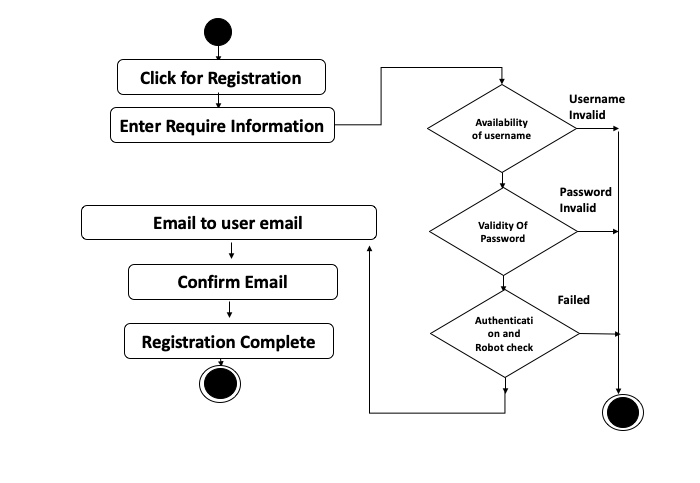 Click for Registration
Enter Require Information
Availability
of username
Username
Invalid
Validity Of
Password
Password
Invalid
Authenticati
on and
Robot check
Failed
Email to user email
Confirm Email
Registration Complete